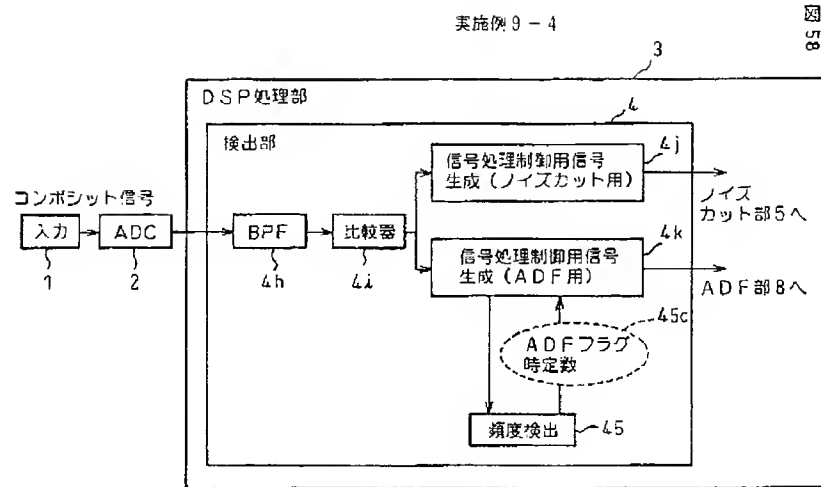 実施例9-4
図58
3
DSP処理部
4
検出部
信号処理制御用信号
生成(ノイズカット用)
4j
ノイズ
カット部5へ
コンポジット信号
入力
ADC
BPF
比較器
1
2
4h
4i
信号処理制御用信号
生成(ADF用)
4k
ADF部8へ
45c
ADFフラグ
時定数
頻度検出
45